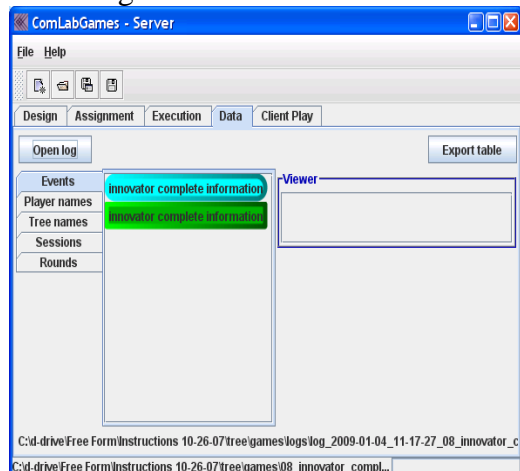 ComLabGames - Server
File Help
Design Assignment Execution Data Client Play
Open log Export table
Events
Player names
Tree names
Sessions
Rounds
innovator complete information
innovator complete information
Viewer
C:\d-drive\Free Form\Instructions 10-26-07\tree\games\logs\log_2009-01-04_11-17-27_08_innovator_c
C:\d-drive\Free Form\Instructions 10-26-07\tree\games\08_innovator_compl...